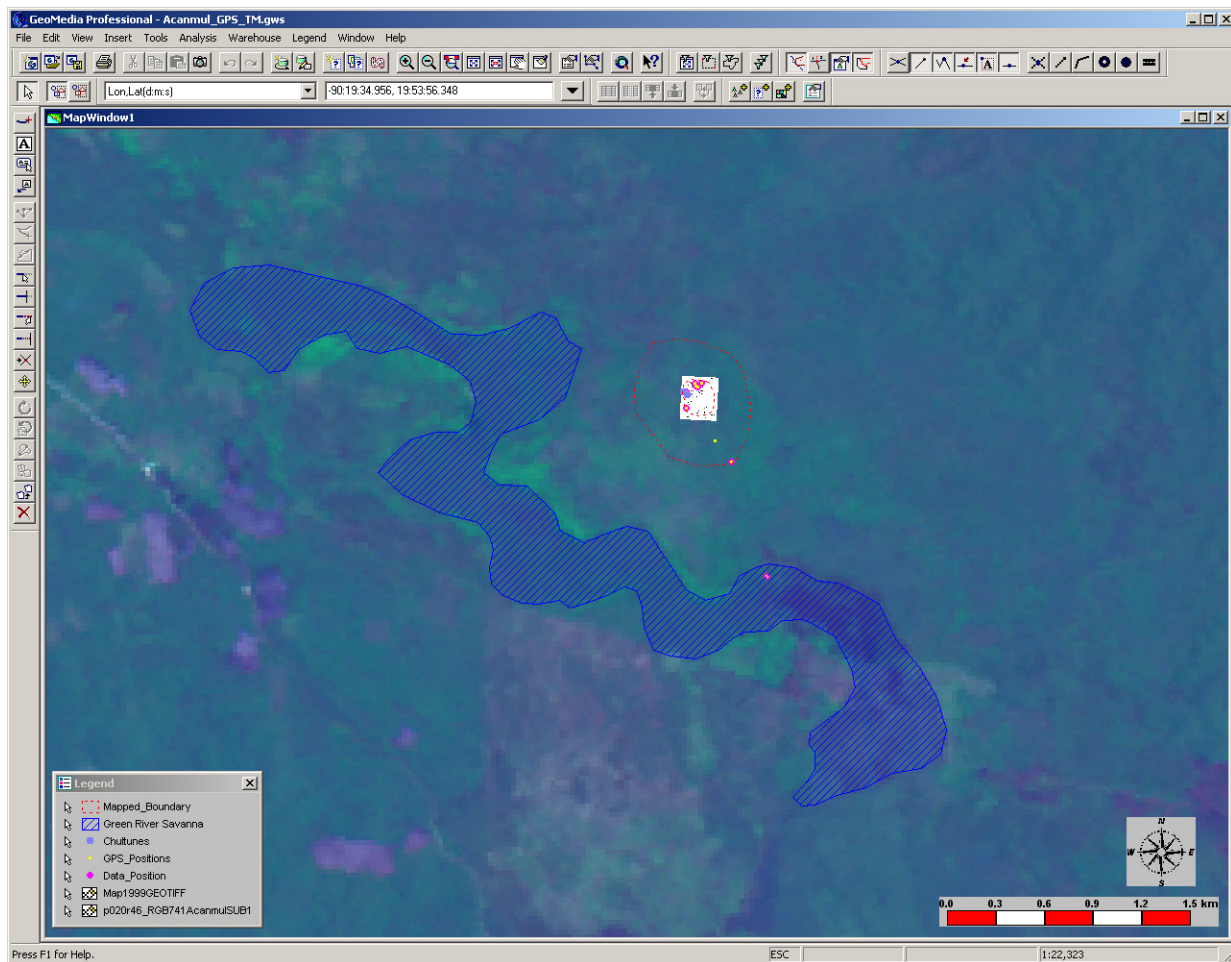 GeoMedia Professional - Acanmul_GPS_TM.gws
File Edit View Insert Tools Analysis Warehouse Legend Window Help
Lon,Lat(d:m:s) -90:19:34.956, 19:53:56.348
MapWindow1
A
Legend
Mapped_Boundary
Green River Savanna
Chultunes
GPS_Positions
Data_Position
Map1999GEOTIFF
p020r46_RGB741AcanmulSUB1
N
W E
S
0.0 0.3 0.6 0.9 1.2 1.5 km
Press F1 for Help. ESC 1:22,323